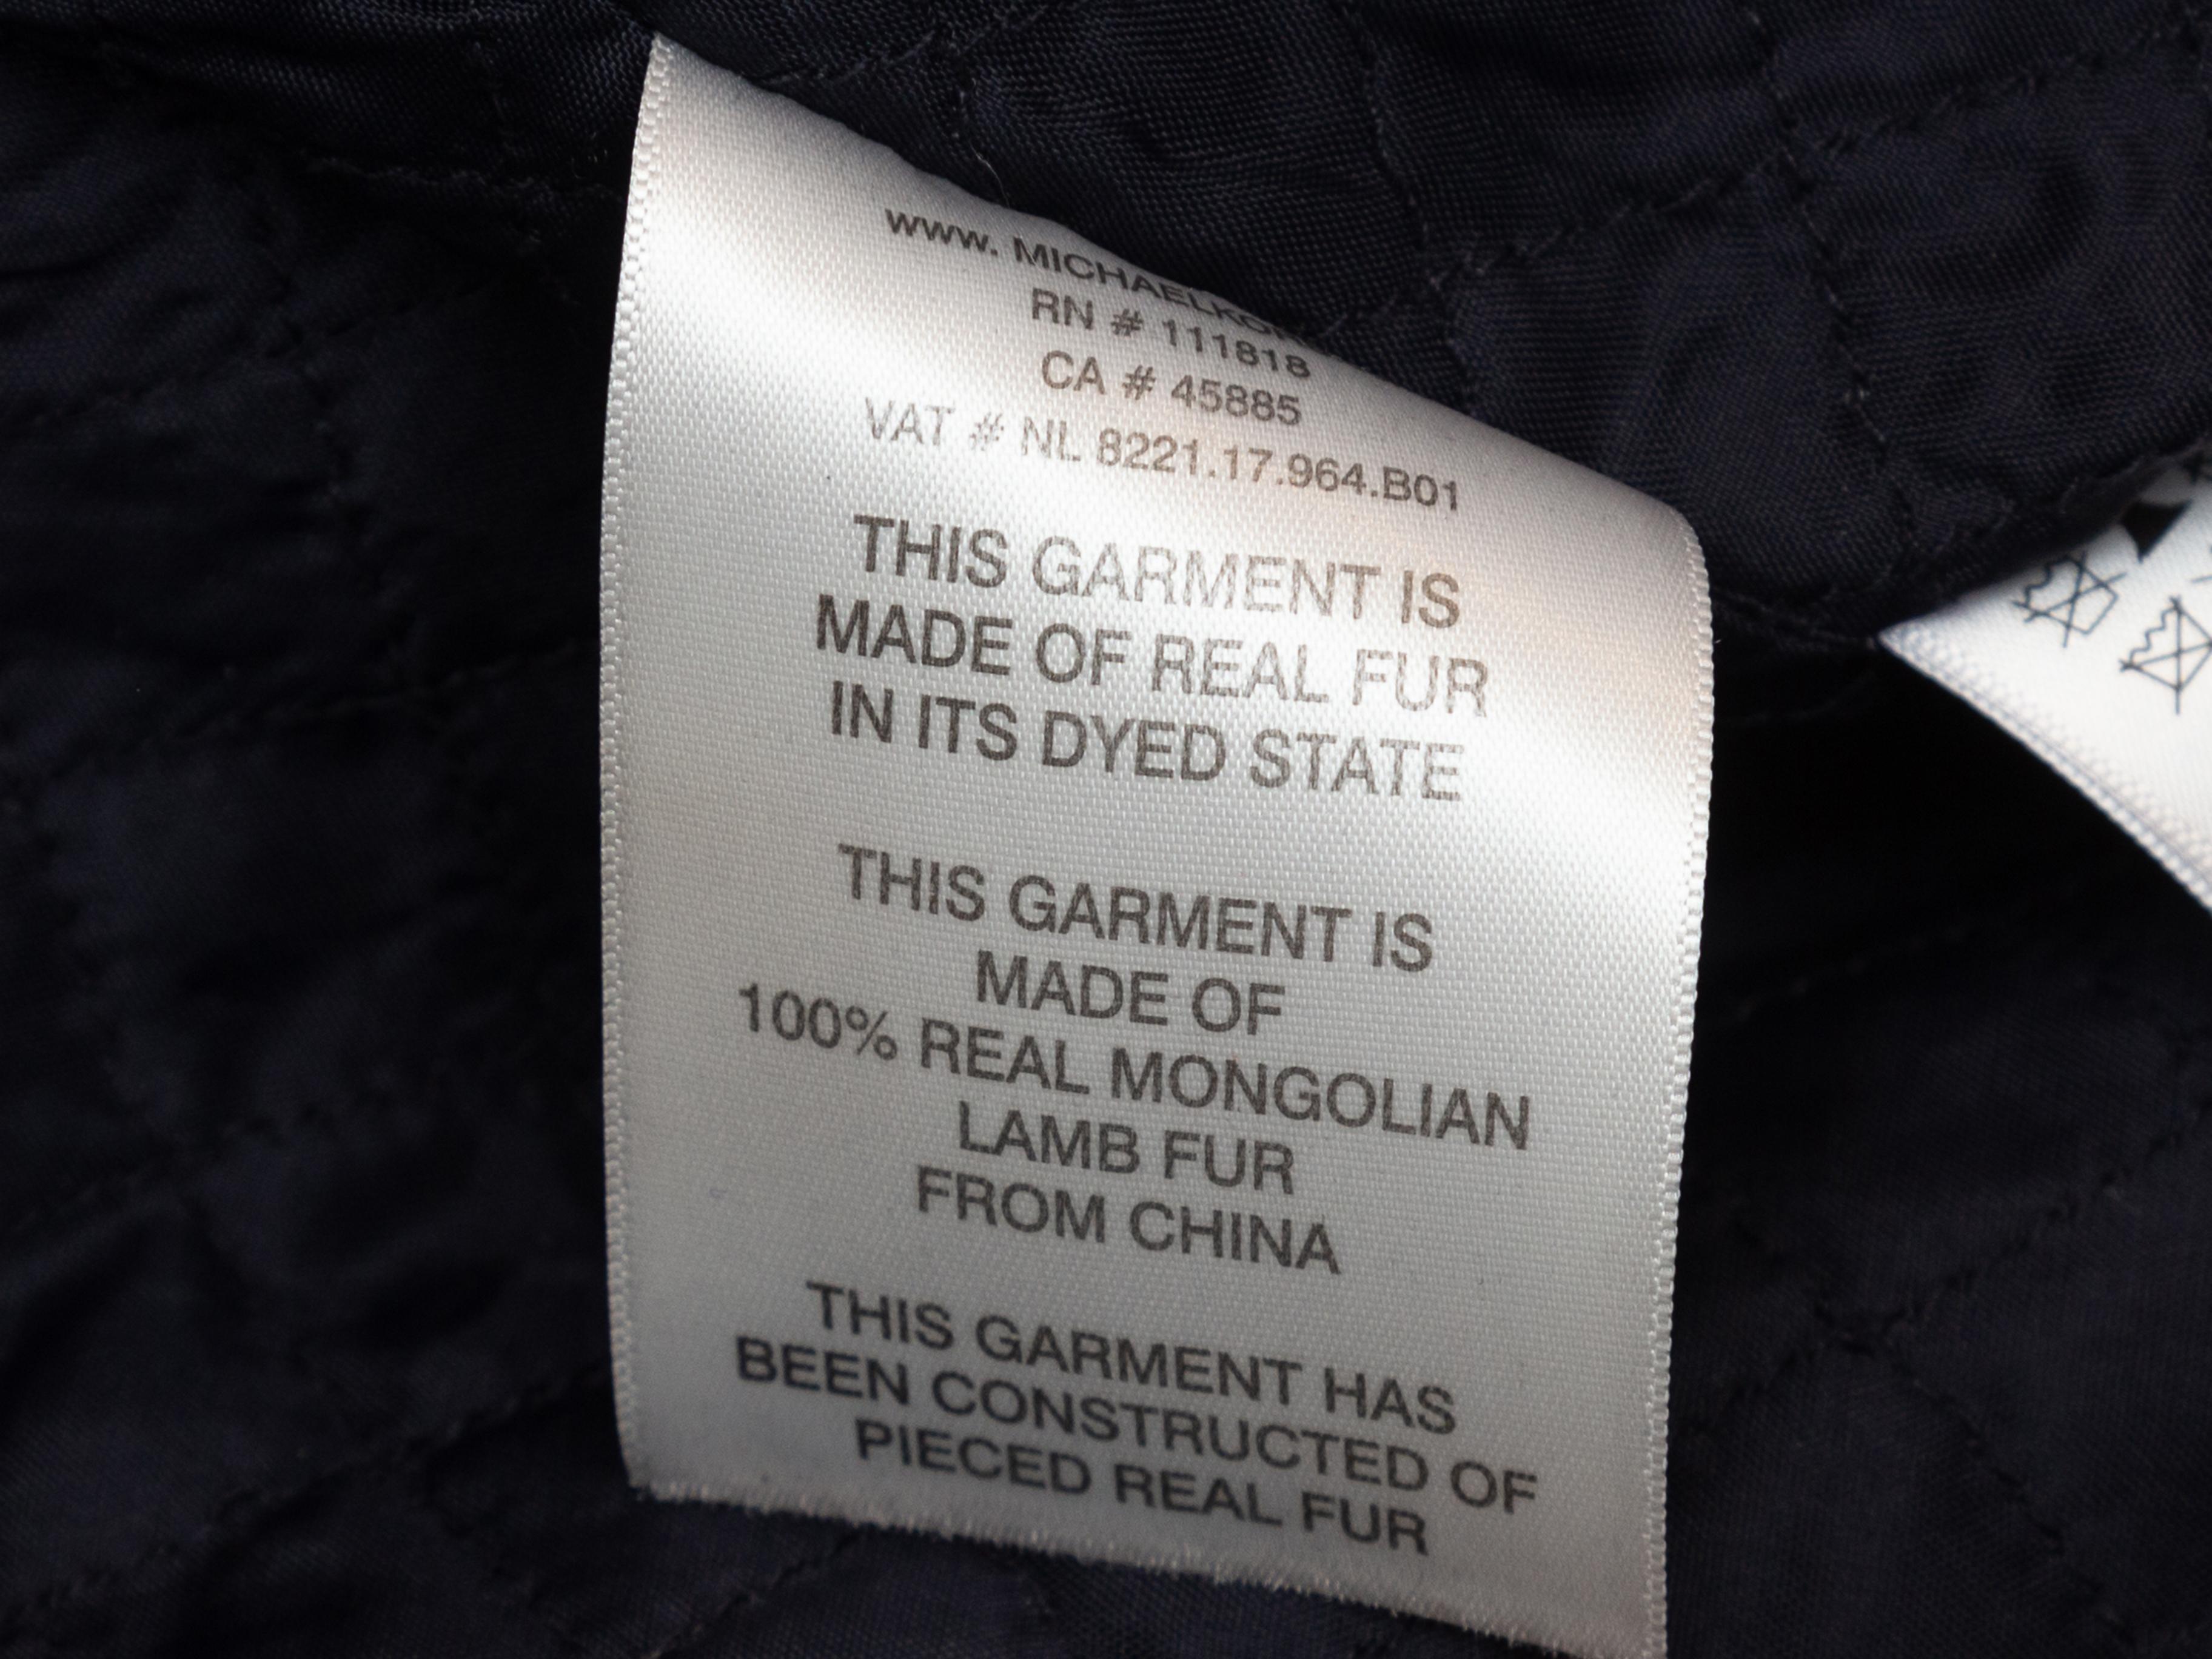 www. MICHAELKOR
RN # 111818
CA # 45885
VAT # NL 8221.17.964.B01
THIS GARMENT IS
MADE OF REAL FUR
IN ITS DYED STATE
THIS GARMENT IS
MADE OF
100% REAL MONGOLIAN
LAMB FUR
FROM CHINA
THIS GARMENT HAS
BEEN CONSTRUCTED OF
PIECED REAL FUR